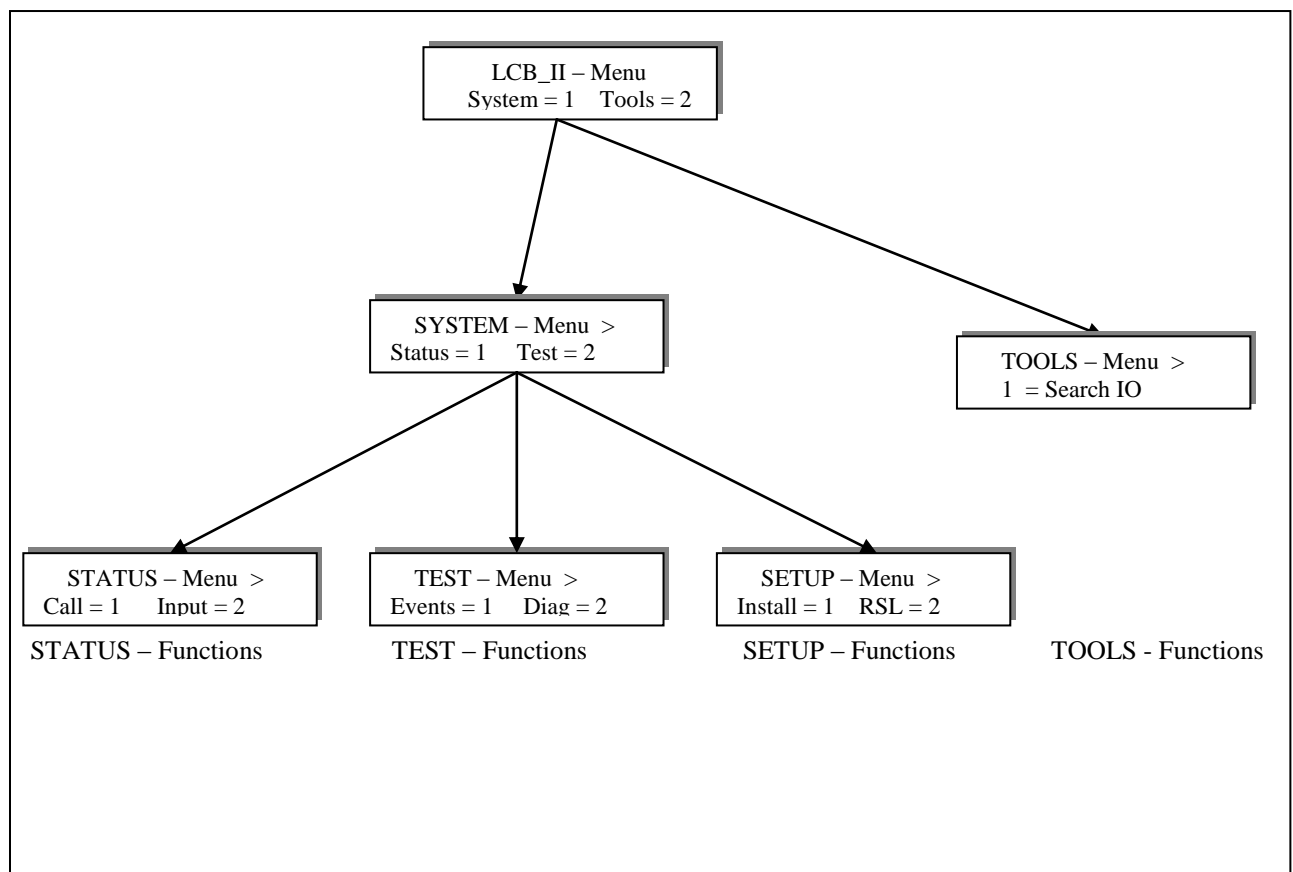 LCB_II – Menu
System = 1 Tools = 2
SYSTEM – Menu >
Status = 1 Test = 2
TOOLS – Menu >
1 = Search IO
STATUS – Menu >
Call = 1 Input = 2
TEST – Menu >
Events = 1 Diag = 2
SETUP – Menu >
Install = 1 RSL = 2
STATUS – Functions
TEST – Functions
SETUP – Functions
TOOLS - Functions